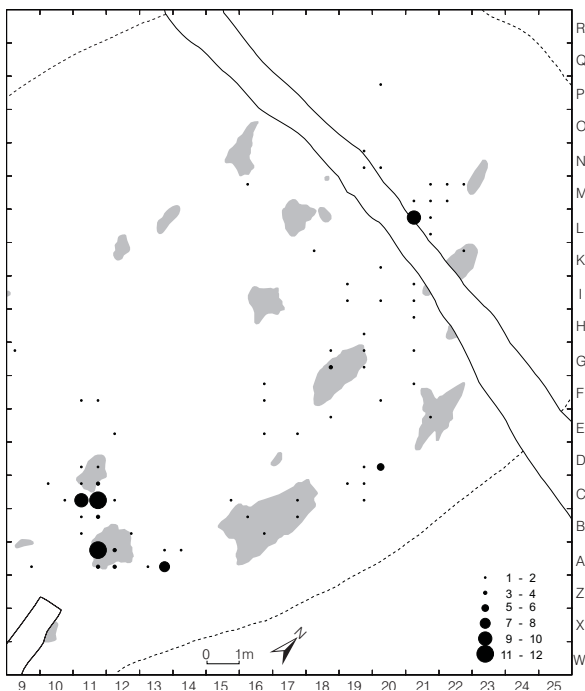 R
Q
P
O
N
M
L
K
I
H
G
F
E
D
C
B
A
Z
X
W
1 - 2
3 - 4
5 - 6
7 - 8
9 - 10
11 - 12
N
0 1m
9 10 11 12 13 14 15 16 17 18 19 20 21 22 23 24 25